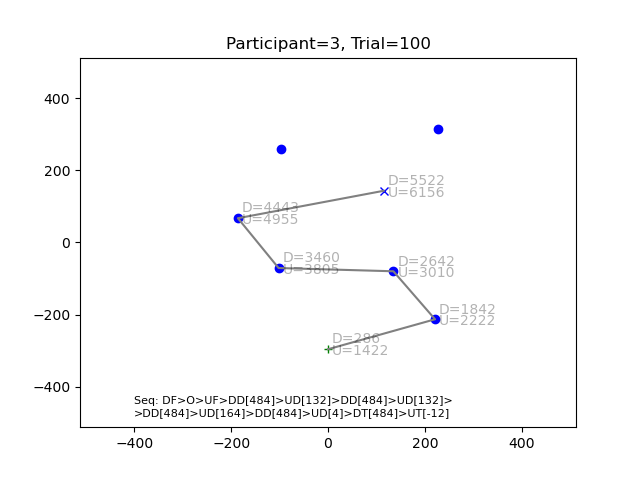 Participant=3, Trial=100
400
200
0
−200
−400
D=5522
U=6156
D=4443
U=4955
D=3460
U=3805
D=2642
U=3010
D=1842
U=2222
D=286
U=1422
Seq: DF>O>UF>DD[484]>UD[132]>DD[484]>UD[132]>
>DD[484]>UD[164]>DD[484]>UD[4]>DT[484]>UT[-12]
−400 −200 0 200 400